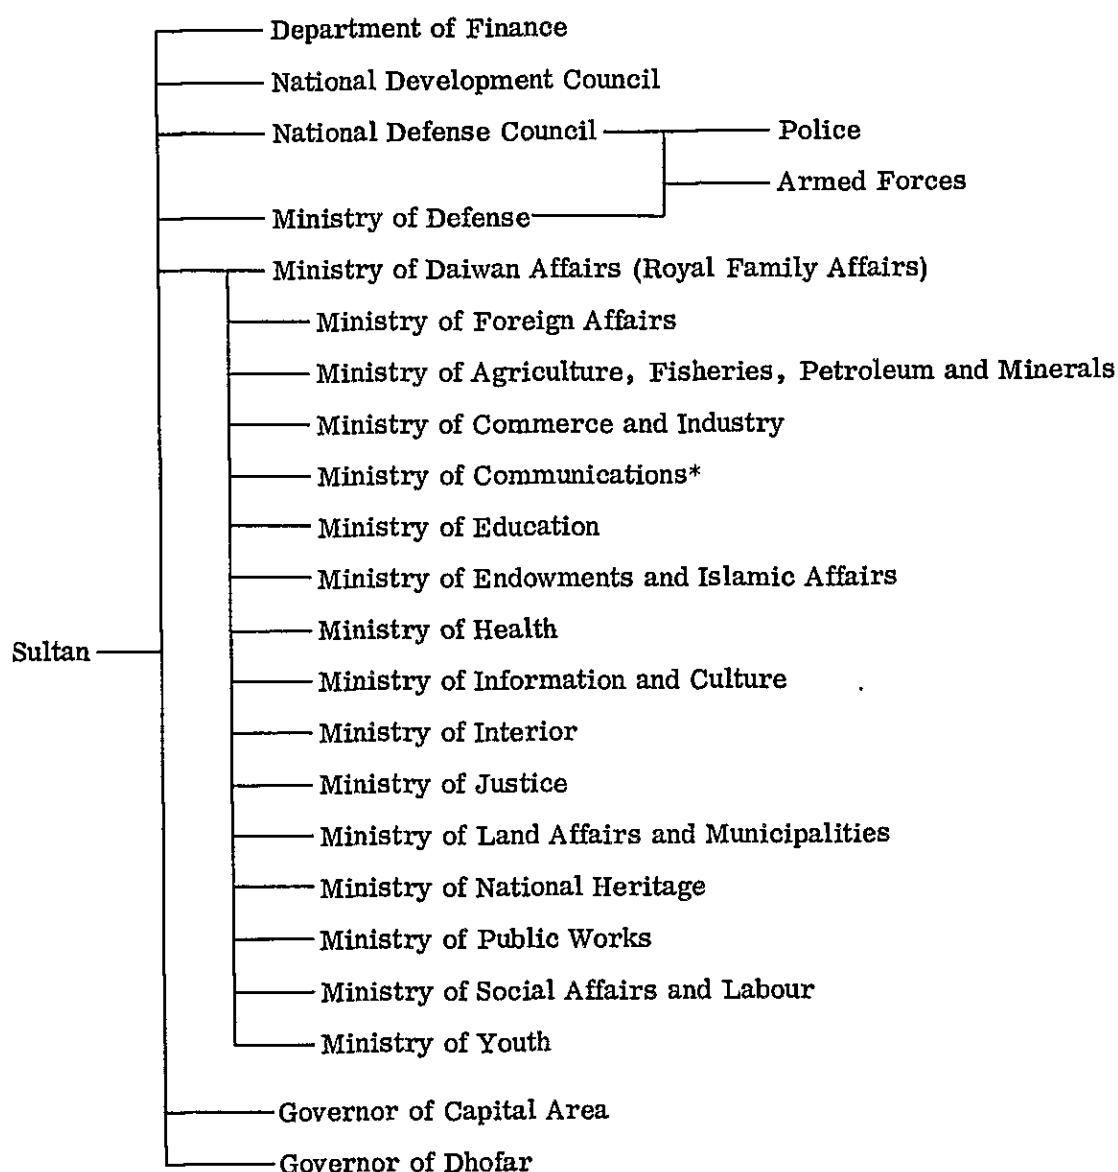 Department of Finance
National Development Council
National Defense Council
Police
Armed Forces
Ministry of Defense
Ministry of Daiwan Affairs (Royal Family Affairs)
Ministry of Foreign Affairs
Ministry of Agriculture, Fisheries, Petroleum and Minerals
Ministry of Commerce and Industry
Ministry of Communications*
Ministry of Education
Ministry of Endowments and Islamic Affairs
Ministry of Health
Sultan
Ministry of Information and Culture
Ministry of Interior
Ministry of Justice
Ministry of Land Affairs and Municipalities
Ministry of National Heritage
Ministry of Public Works
Ministry of Social Affairs and Labour
Ministry of Youth
Governor of Capital Area
Governor of Dhofar